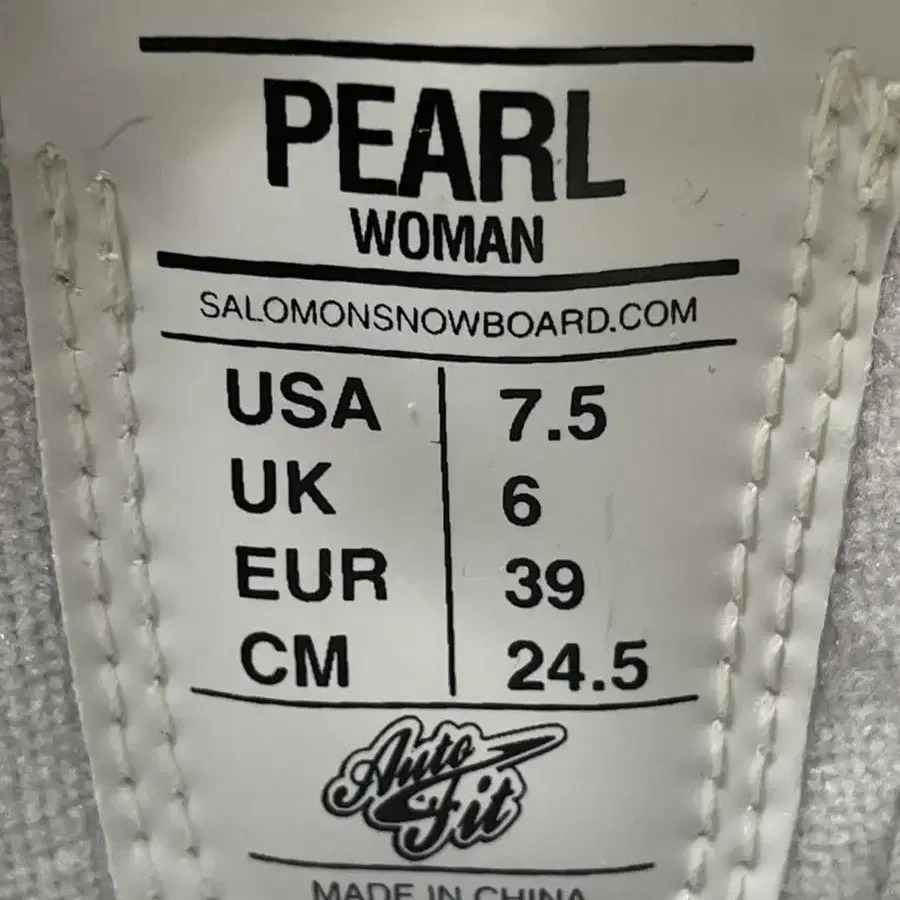 PEARL
WOMAN
SALOMONSNOWBOARD.COM
USA 7.5
UK 6
EUR 39
CM 24.5
Auto
Fit
MADE IN CHINA